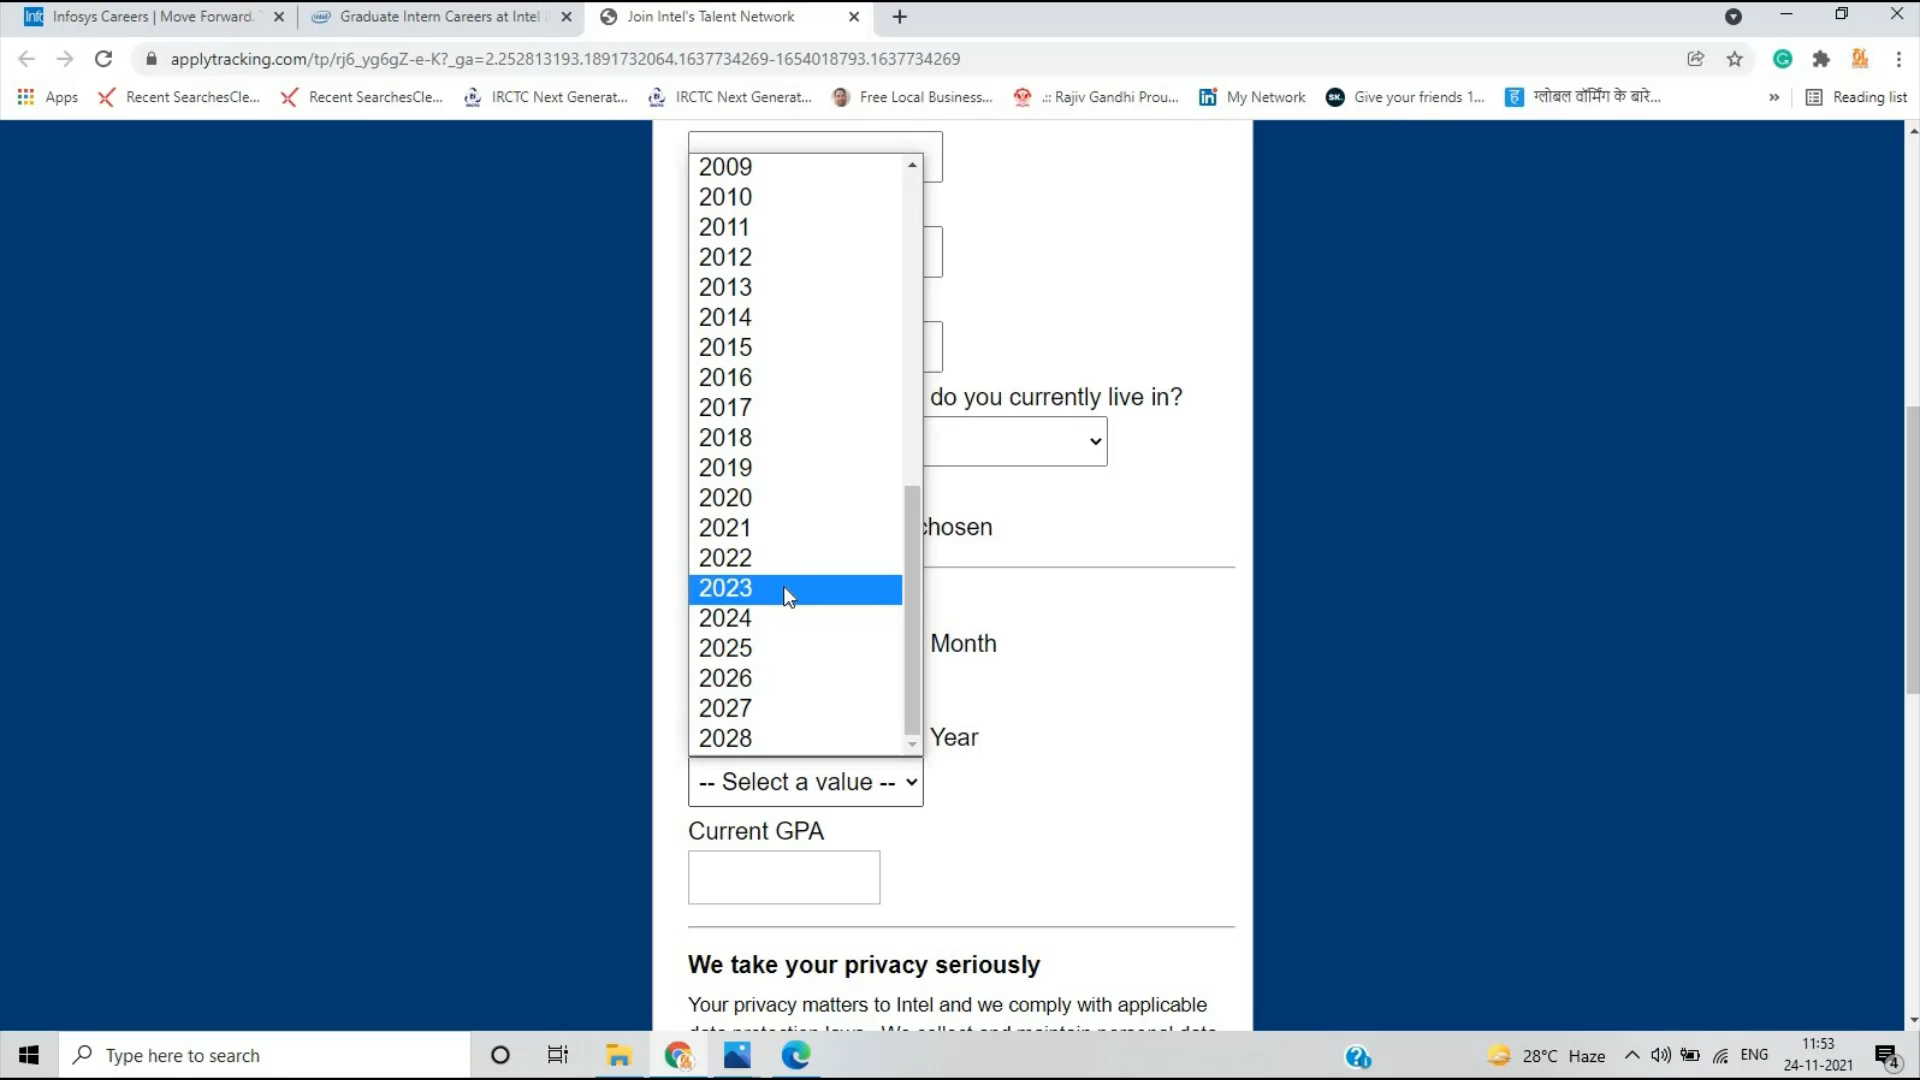 Infosys Careers | Move Forward.
Graduate Intern Careers at Intel
Join Intel's Talent Network
applytracking.com/tp/rj6_yg6gZ-e-K?_ga=2.252813193.1891732064.1637734269-1654018793.1637734269
Apps
Recent SearchesCle...
Recent SearchesCle...
IRCTC Next Generat...
IRCTC Next Generat...
Free Local Business...
.:: Rajiv Gandhi Prou...
My Network
Give your friends 1...
ग्लोबल वॉर्मिंग के बारे...
»
Reading list
2009
2010
2011
2012
2013
2014
2015
2016
do you currently live in?
2017
2018
2019
2020
2021
chosen
2022
2023
2024
Month
2025
2026
2027
2028
Year
-- Select a value --
Current GPA
We take your privacy seriously
Your privacy matters to Intel and we comply with applicable
Type here to search
28°C Haze
ENG
11:53
24-11-2021
4